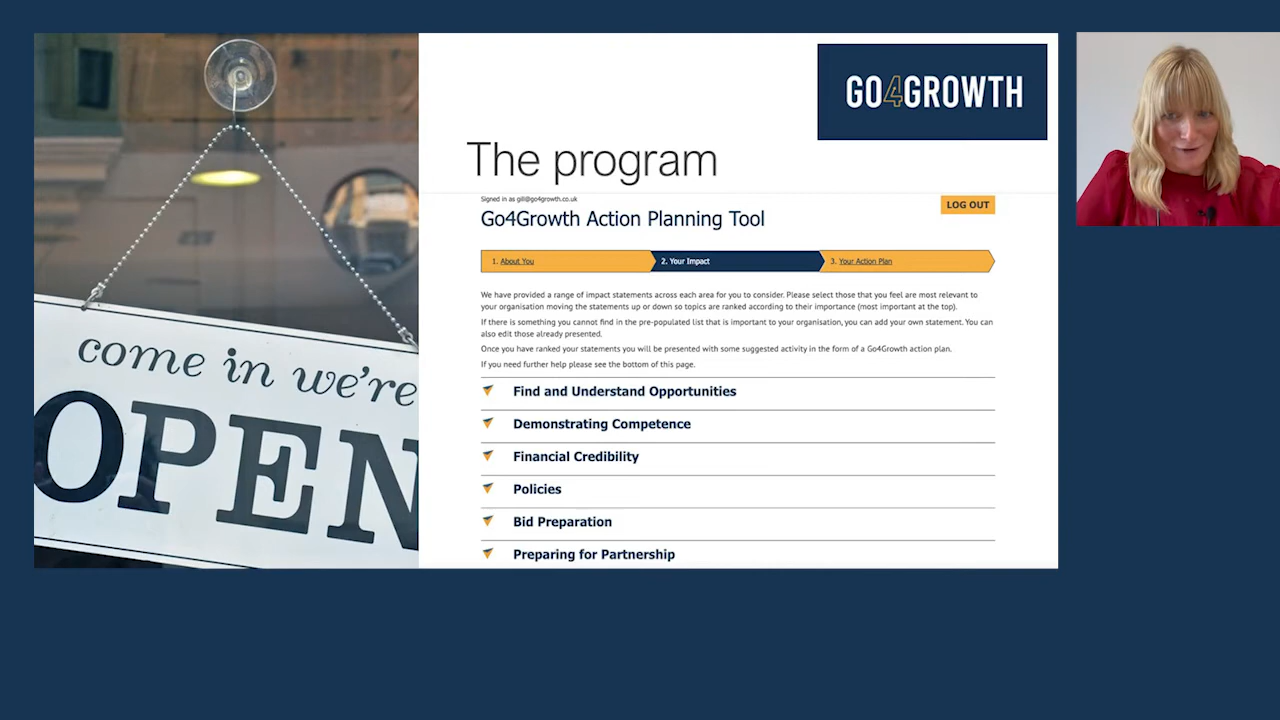 come in we're
OPEN
GO4GROWTH
The program
Signed in as gill@go4growth.co.uk
LOG OUT
Go4Growth Action Planning Tool
1. About You
2. Your Impact
3. Your Action Plan
We have provided a range of impact statements across each area for you to consider. Please select those that you feel are most relevant to
your organisation moving the statements up or down so topics are ranked according to their importance (most important at the top).
If there is something you cannot find in the pre-populated list that is important to your organisation, you can add your own statement. You can
also edit those already presented.
Once you have ranked your statements you will be presented with some suggested activity in the form of a Go4Growth action plan.
If you need further help please see the bottom of this page.
Find and Understand Opportunities
Demonstrating Competence
Financial Credibility
Policies
Bid Preparation
Preparing for Partnership